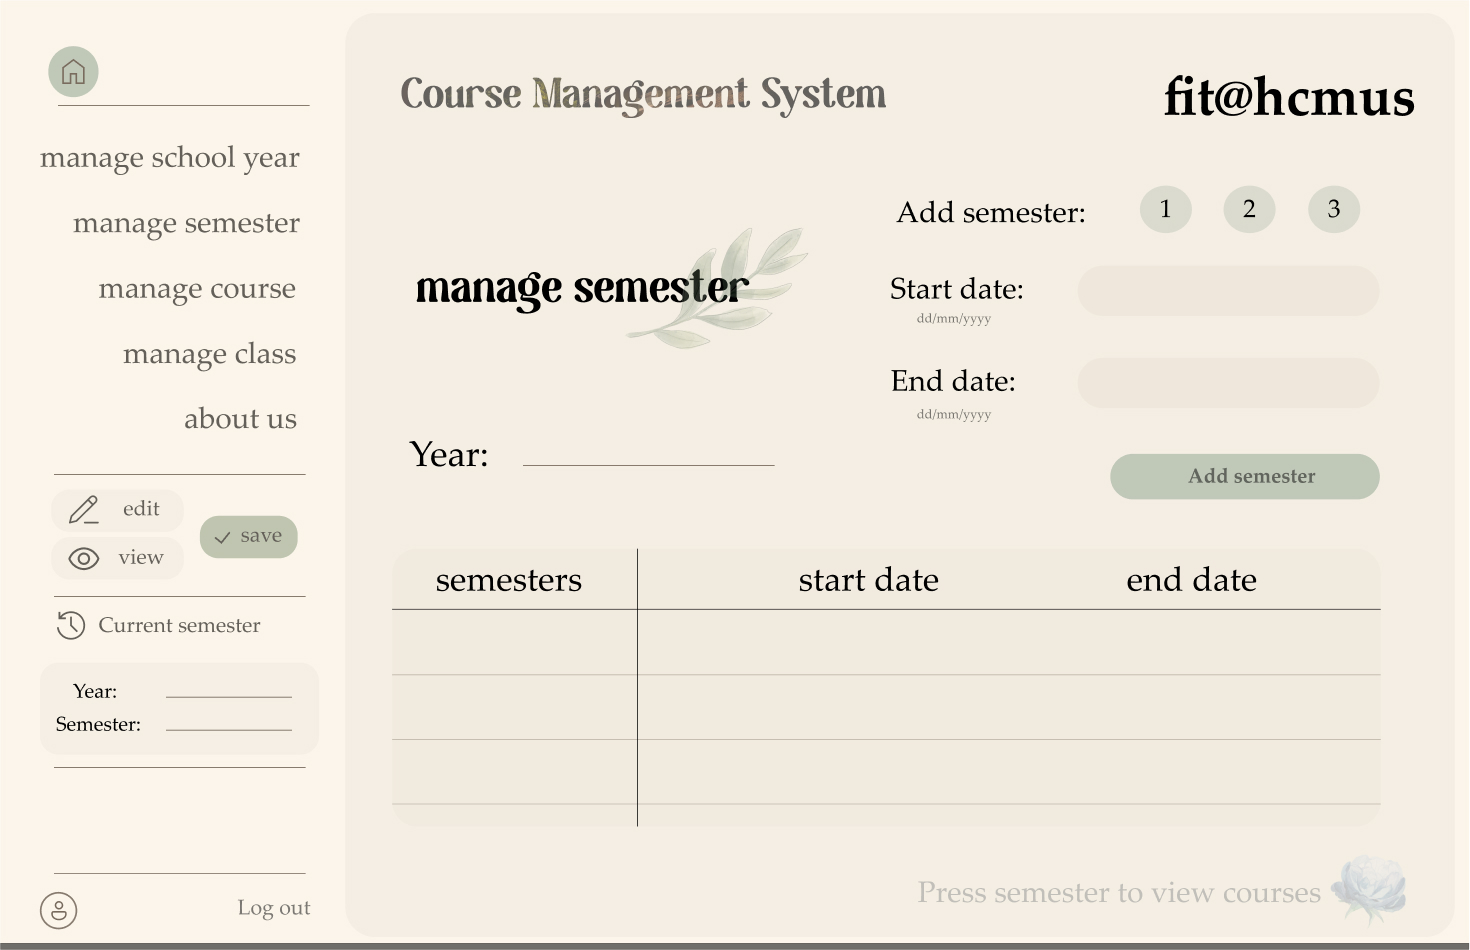 manage school year
manage semester
manage course
manage class
about us
edit
view
save
Current semester
Year:
Semester:
Log out
Course Management System
fit@hcmus
manage semester
Year:
Add semester: 1 2 3
Start date:
dd/mm/yyyy
End date:
dd/mm/yyyy
Add semester
semesters start date end date
Press semester to view courses